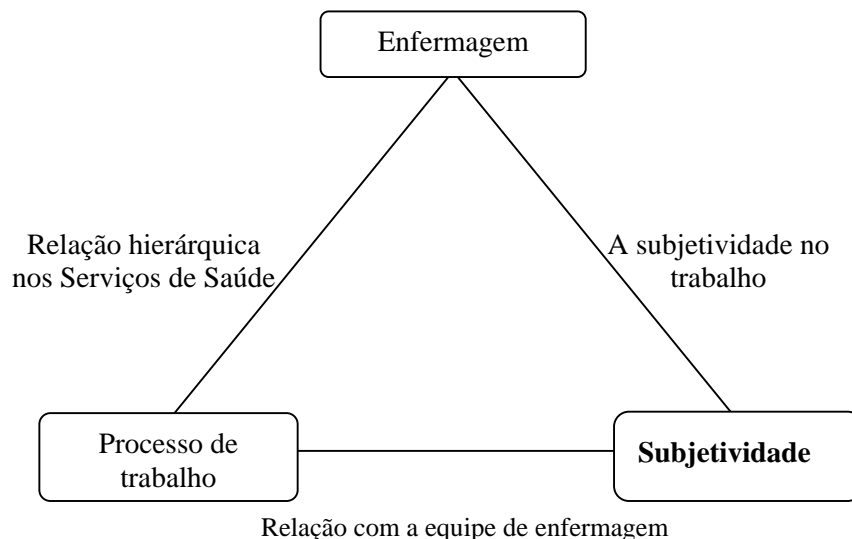 Enfermagem
Relação hierárquica
nos Serviços de Saúde
A subjetividade no
trabalho
Processo de
trabalho
Subjetividade
Relação com a equipe de enfermagem